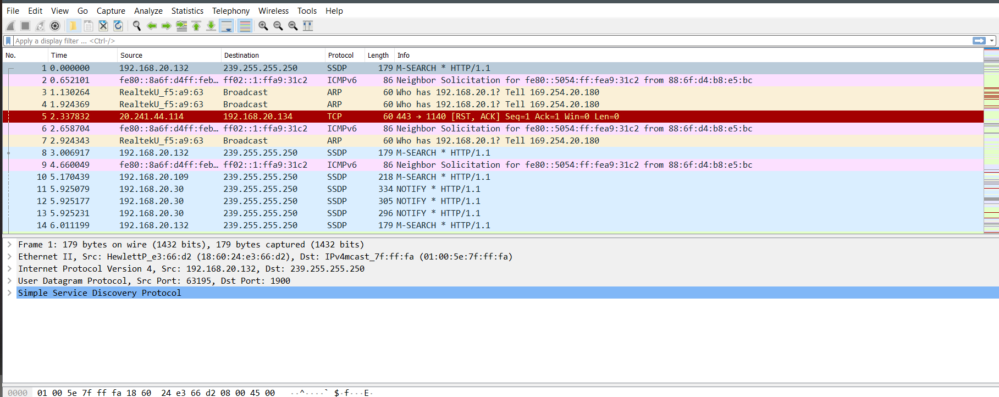 File Edit View Go Capture Analyze Statistics Telephony Wireless Tools Help
Apply a display filter ... <Ctrl-/>
No. Time Source Destination Protocol Length Info
1 0.000000 192.168.20.132 239.255.255.250 SSDP 179 M-SEARCH * HTTP/1.1
2 0.652101 fe80::8a6f:d4ff:feb… ff02::1:ffa9:31c2 ICMPv6 86 Neighbor Solicitation for fe80::5054:ff:fea9:31c2 from 88:6f:d4:b8:e5:bc
3 1.130264 RealtekU_f5:a9:63 Broadcast ARP 60 Who has 192.168.20.1? Tell 169.254.20.180
4 1.924369 RealtekU_f5:a9:63 Broadcast ARP 60 Who has 192.168.20.1? Tell 169.254.20.180
5 2.337832 20.241.44.114 192.168.20.134 TCP 60 443 → 1140 [RST, ACK] Seq=1 Ack=1 Win=0 Len=0
6 2.658704 fe80::8a6f:d4ff:feb… ff02::1:ffa9:31c2 ICMPv6 86 Neighbor Solicitation for fe80::5054:ff:fea9:31c2 from 88:6f:d4:b8:e5:bc
7 2.924343 RealtekU_f5:a9:63 Broadcast ARP 60 Who has 192.168.20.1? Tell 169.254.20.180
8 3.006917 192.168.20.132 239.255.255.250 SSDP 179 M-SEARCH * HTTP/1.1
9 4.660049 fe80::8a6f:d4ff:feb… ff02::1:ffa9:31c2 ICMPv6 86 Neighbor Solicitation for fe80::5054:ff:fea9:31c2 from 88:6f:d4:b8:e5:bc
10 5.170439 192.168.20.109 239.255.255.250 SSDP 218 M-SEARCH * HTTP/1.1
11 5.925079 192.168.20.30 239.255.255.250 SSDP 334 NOTIFY * HTTP/1.1
12 5.925177 192.168.20.30 239.255.255.250 SSDP 305 NOTIFY * HTTP/1.1
13 5.925231 192.168.20.30 239.255.255.250 SSDP 296 NOTIFY * HTTP/1.1
14 6.011199 192.168.20.132 239.255.255.250 SSDP 179 M-SEARCH * HTTP/1.1
Frame 1: 179 bytes on wire (1432 bits), 179 bytes captured (1432 bits)
Ethernet II, Src: HewlettP_e3:66:d2 (18:60:24:e3:66:d2), Dst: IPv4mcast_7f:ff:fa (01:00:5e:7f:ff:fa)
Internet Protocol Version 4, Src: 192.168.20.132, Dst: 239.255.255.250
User Datagram Protocol, Src Port: 63195, Dst Port: 1900
Simple Service Discovery Protocol
0000 01 00 5e 7f ff fa 18 60 24 e3 66 d2 08 00 45 00 ··^····` $·f···E·